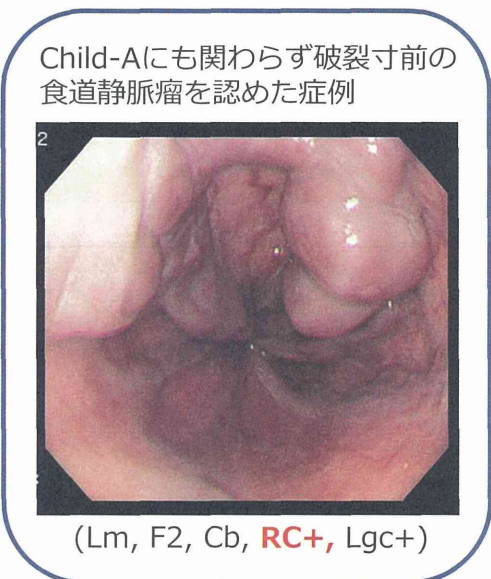 Child-Aにも関わらず破裂寸前の
食道静脈瘤を認めた症例
2
(Lm, F2, Cb, RC+, Lgc+)